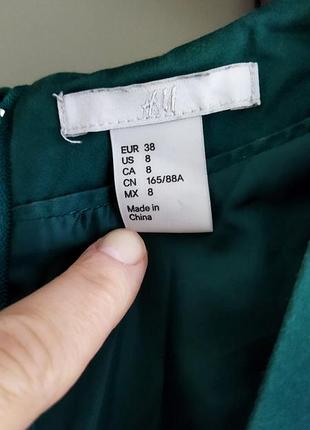 H&M
EUR 38
US 8
CA 8
CN 165/88A
MX 8
Made in
China